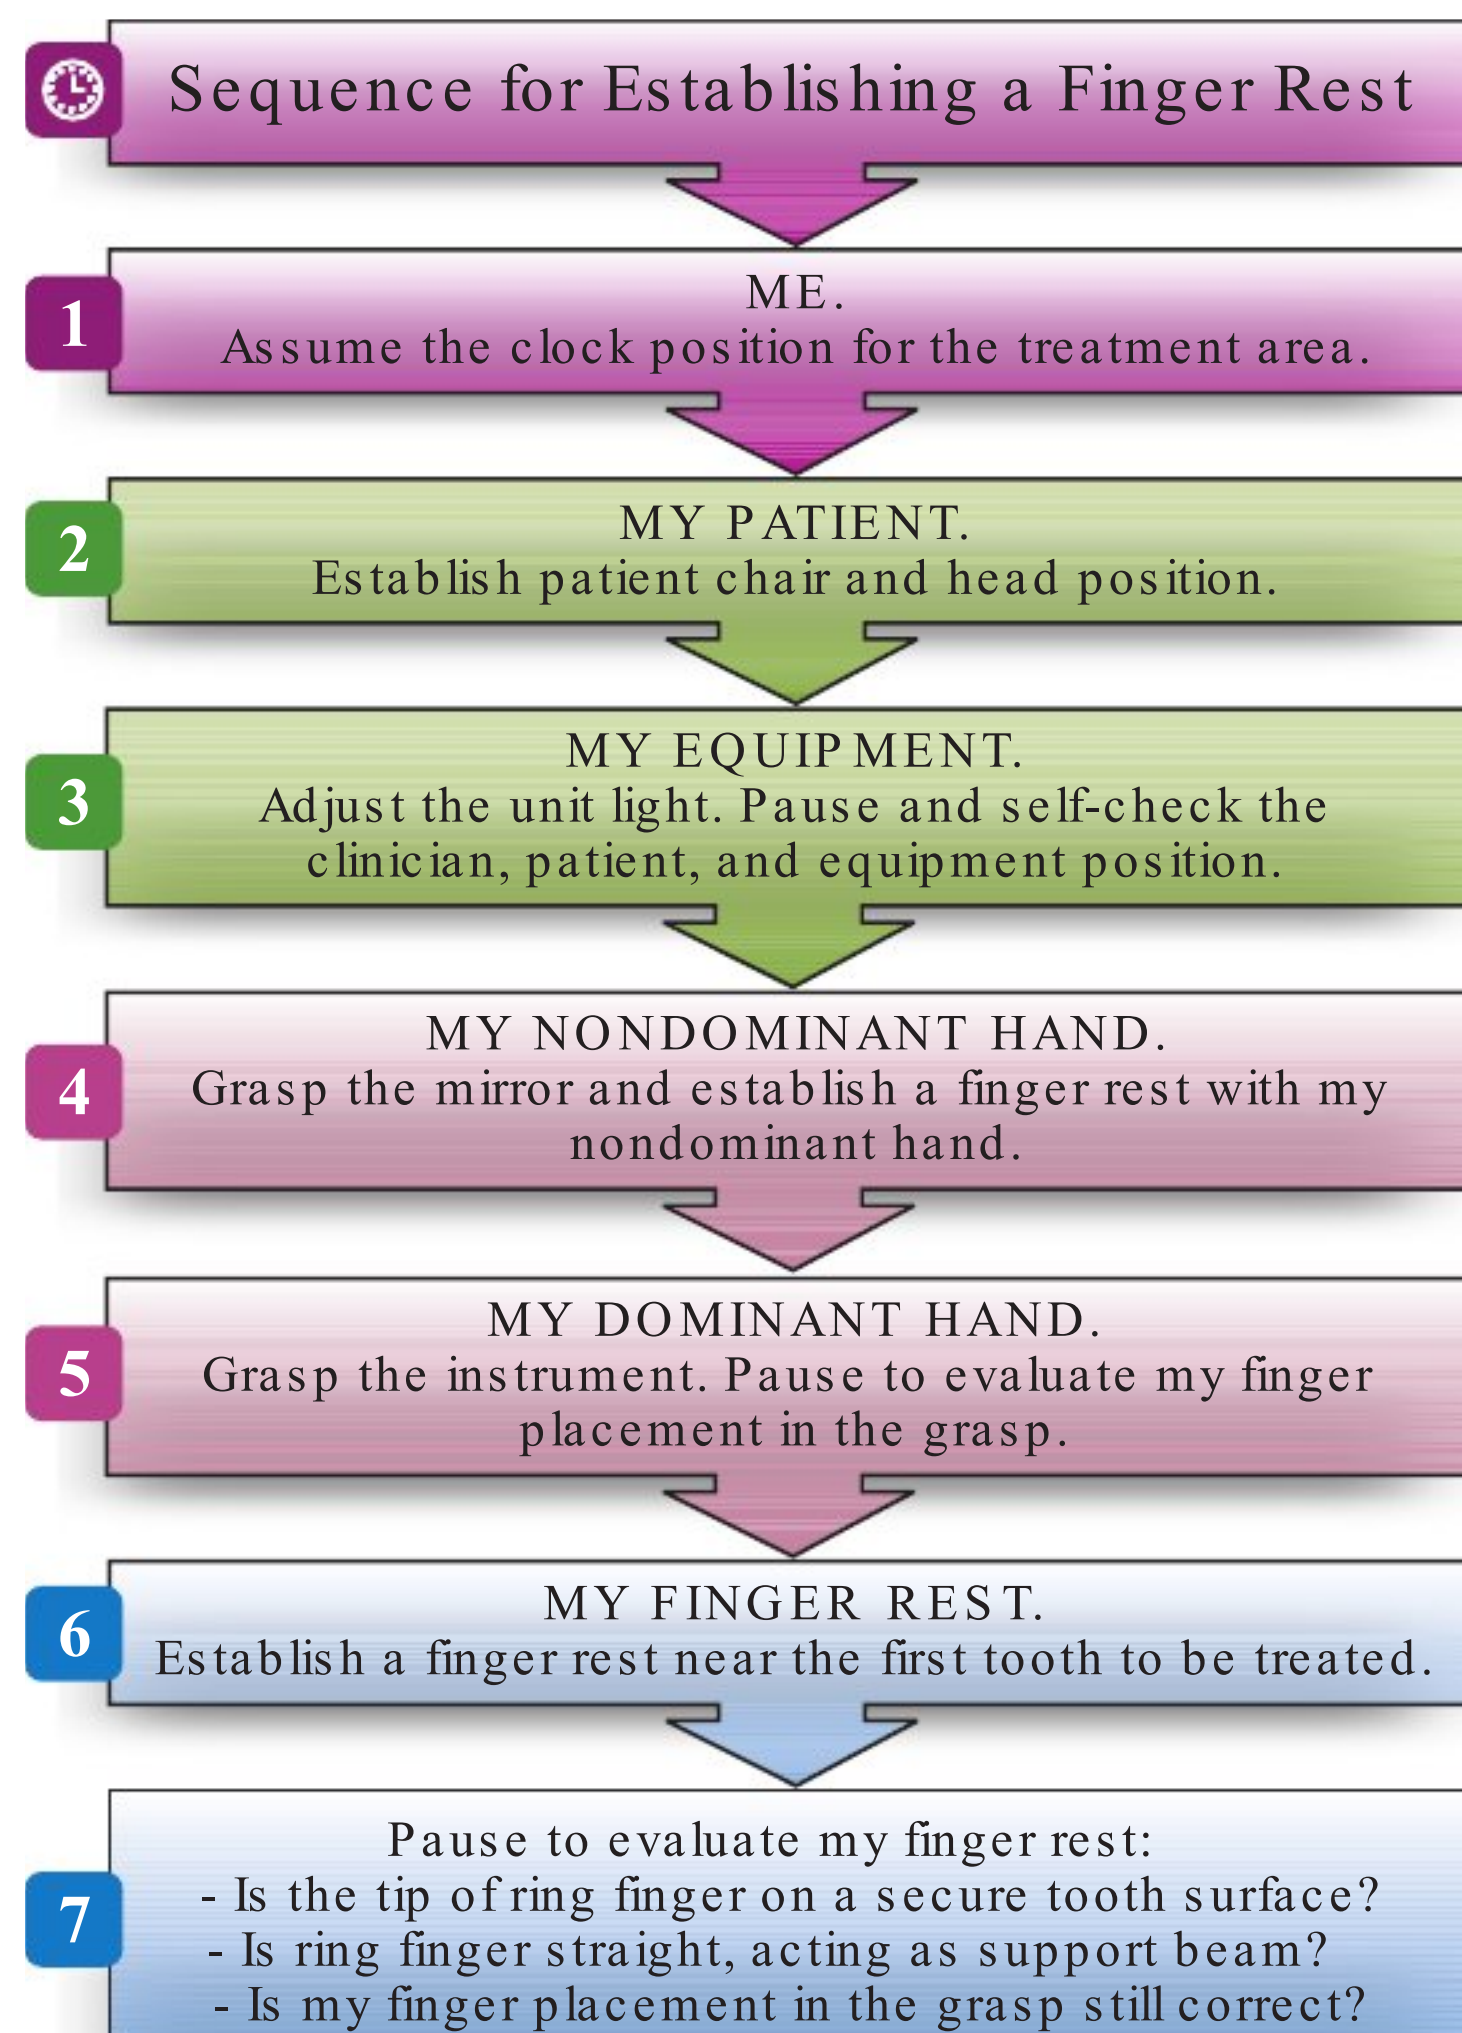 Sequence for Establishing a Finger Rest
1
ME.
Assume the clock position for the treatment area.
2
MY PATIENT.
Establish patient chair and head position.
3
MY EQUIPMENT.
Adjust the unit light. Pause and self-check the
clinician, patient, and equipment position.
4
MY NONDOMINANT HAND.
Grasp the mirror and establish a finger rest with my
nondominant hand.
5
MY DOMINANT HAND.
Grasp the instrument. Pause to evaluate my finger
placement in the grasp.
6
MY FINGER REST.
Establish a finger rest near the first tooth to be treated.
7
Pause to evaluate my finger rest:
- Is the tip of ring finger on a secure tooth surface?
- Is ring finger straight, acting as support beam?
- Is my finger placement in the grasp still correct?